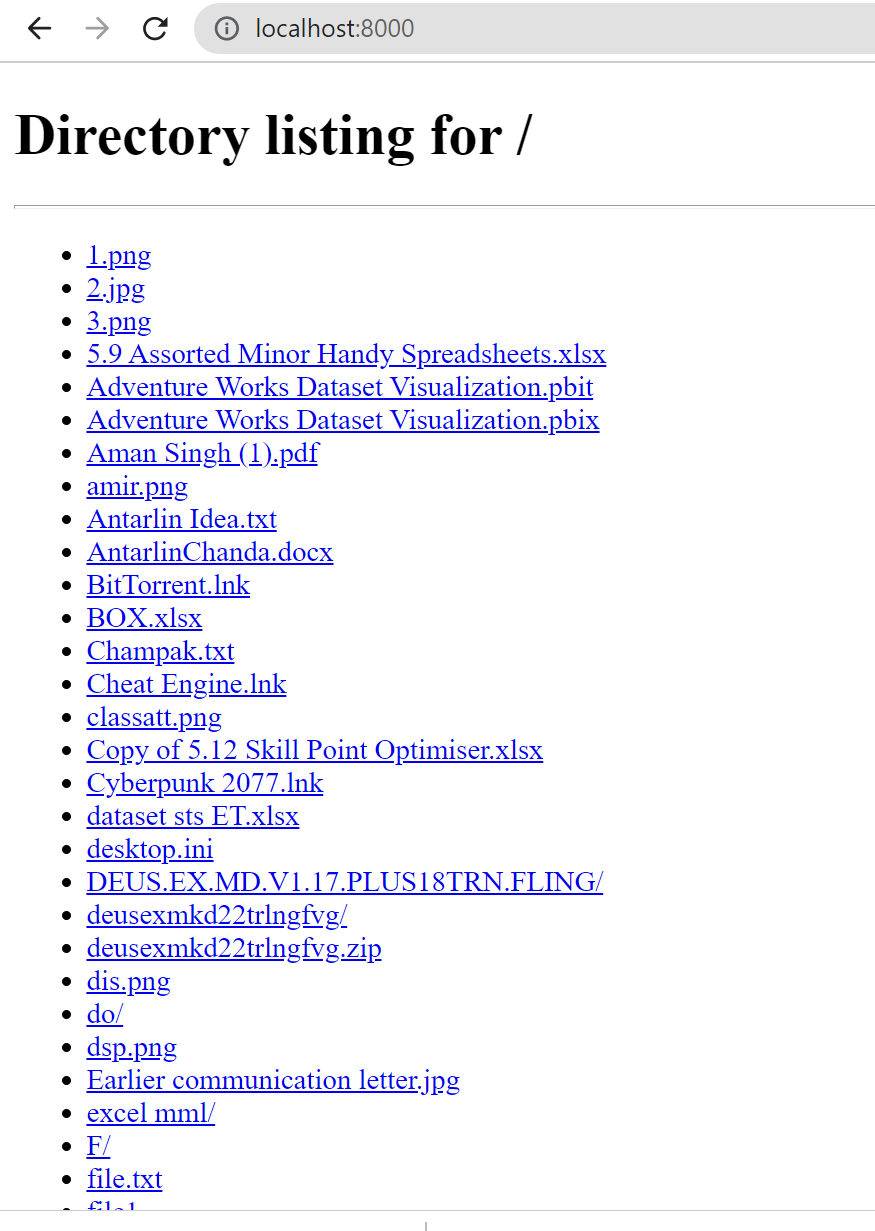 localhost:8000
Directory listing for /
1.png
2.jpg
3.png
5.9 Assorted Minor Handy Spreadsheets.xlsx
Adventure Works Dataset Visualization.pbit
Adventure Works Dataset Visualization.pbix
Aman Singh (1).pdf
amir.png
Antarlin Idea.txt
AntarlinChanda.docx
BitTorrent.lnk
BOX.xlsx
Champak.txt
Cheat Engine.lnk
classatt.png
Copy of 5.12 Skill Point Optimiser.xlsx
Cyberpunk 2077.lnk
dataset sts ET.xlsx
desktop.ini
DEUS.EX.MD.V1.17.PLUS18TRN.FLING/
deusexmkd22trlngfvg/
deusexmkd22trlngfvg.zip
dis.png
do/
dsp.png
Earlier communication letter.jpg
excel mml/
F/
file.txt